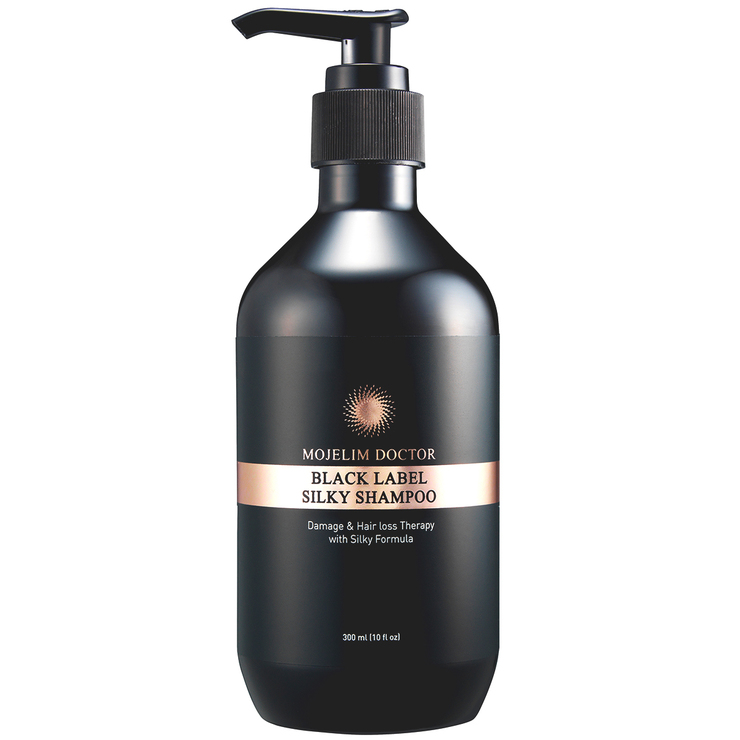 MOJELIM DOCTOR
BLACK LABEL
SILKY SHAMPOO
Damage & Hair loss Therapy
with Silky Formula
300 ml (10 fl oz)